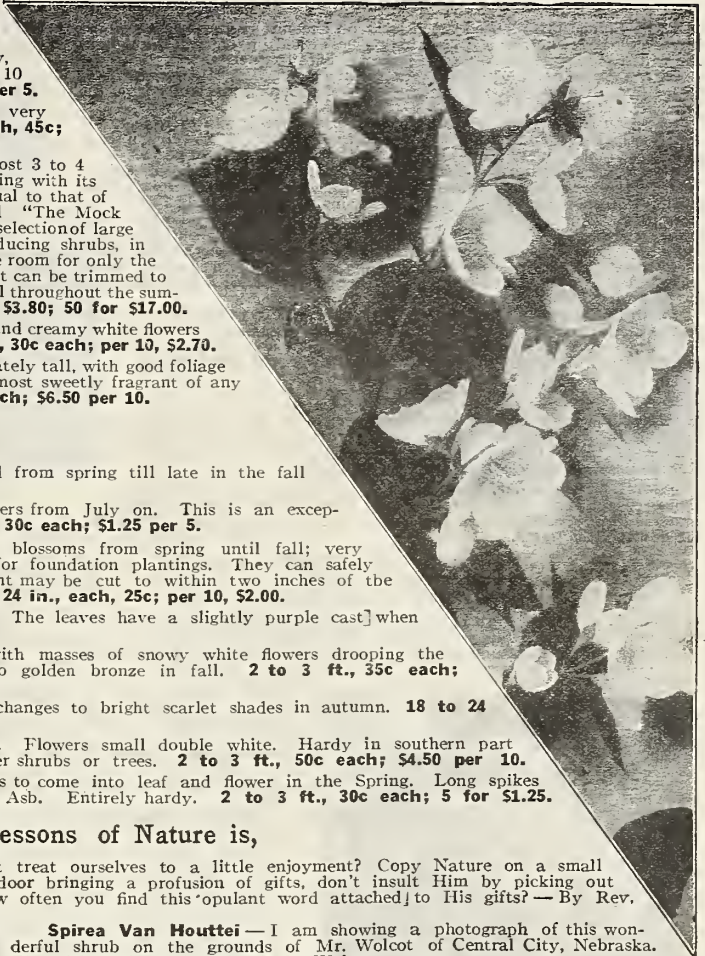 10
er 5.
very
h, 45c;
ost 3 to 4
ing with its
ual to that of
"The Mock
selection of large
ducing shrubs, in
room for only the
t can be trimmed to
l throughout the sum-
$3.80; 50 for $17.00.
nd creamy white flowers
, 30c each; per 10, $2.70.
tely tall, with good foliage
most sweetly fragrant of any
ch; $6.50 per 10.
l from spring till late in the fall
ers from July on. This is an excep-
30c each; $1.25 per 5.
blossoms from spring until fall; very
or foundation plantings. They can safely
nt may be cut to within two inches of tbe
24 in., each, 25c; per 10, $2.00.
The leaves have a slightly purple cast] when
ith masses of snowy white flowers drooping the
o golden bronze in fall. 2 to 3 ft., 35c each;
changes to bright scarlet shades in autumn. 18 to 24
. Flowers small double white. Hardy in southern part
er shrubs or trees. 2 to 3 ft., 50c each; $4.50 per 10.
s to come into leaf and flower in the Spring. Long spikes
Asb. Entirely hardy. 2 to 3 ft., 30c each; 5 for $1.25.
essons of Nature is,
treat ourselves to a little enjoyment? Copy Nature on a small
door bringing a profusion of gifts, don't insult Him by picking out
w often you find this opulant word attached to His gifts? — By Rev.
Spirea Van Houttei — I am showing a photograph of this won-
derful shrub on the grounds of Mr. Wolcot of Central City, Nebraska.